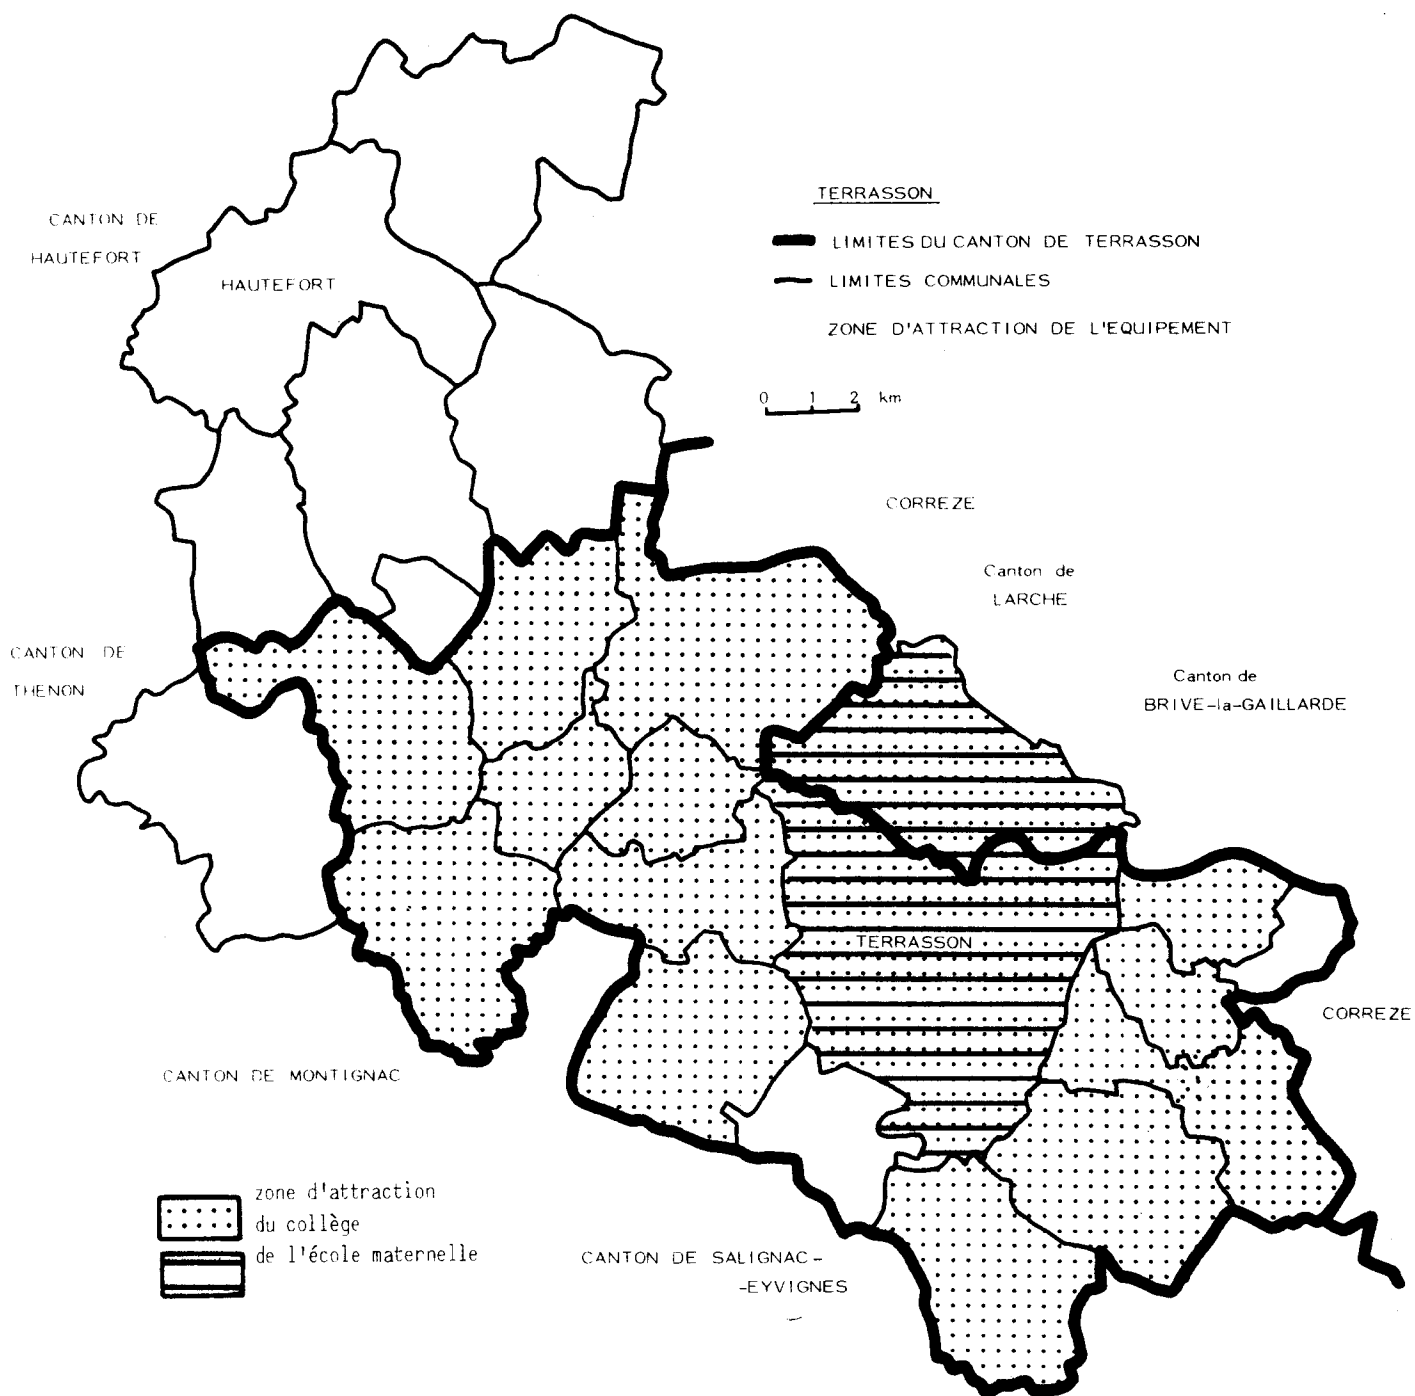 CANTON DE
HAUTEFORT
HAUTEFORT
TERRASSON
LIMITES DU CANTON DE TERRASSON
LIMITES COMMUNALES
ZONE D'ATTRACTION DE L'EQUIPEMENT
0 1 2 km
CORREZE
Canton de
LARCHE
CANTON DE
THENON
Canton de
BRIVE-la-GAILLARDE
TERRASSON
CORREZE
CANTON DE MONTIGNAC
zone d'attraction
du collège
de l'école maternelle
CANTON DE SALIGNAC-
-EYVIGNES